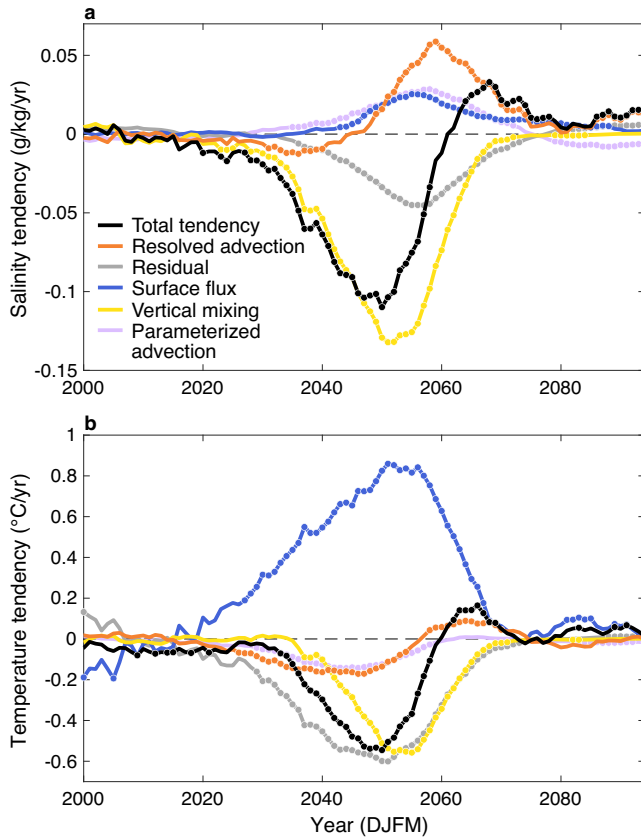 a
Salinity tendency (g/kg/yr)
0.05
0
-0.05
-0.1
-0.15
Total tendency
Resolved advection
Residual
Surface flux
Vertical mixing
Parameterized
advection
2000
2020
2040
2060
2080
b
Temperature tendency (°C/yr)
1
0.8
0.6
0.4
0.2
0
-0.2
-0.4
-0.6
2000
2020
2040
2060
2080
Year (DJFM)